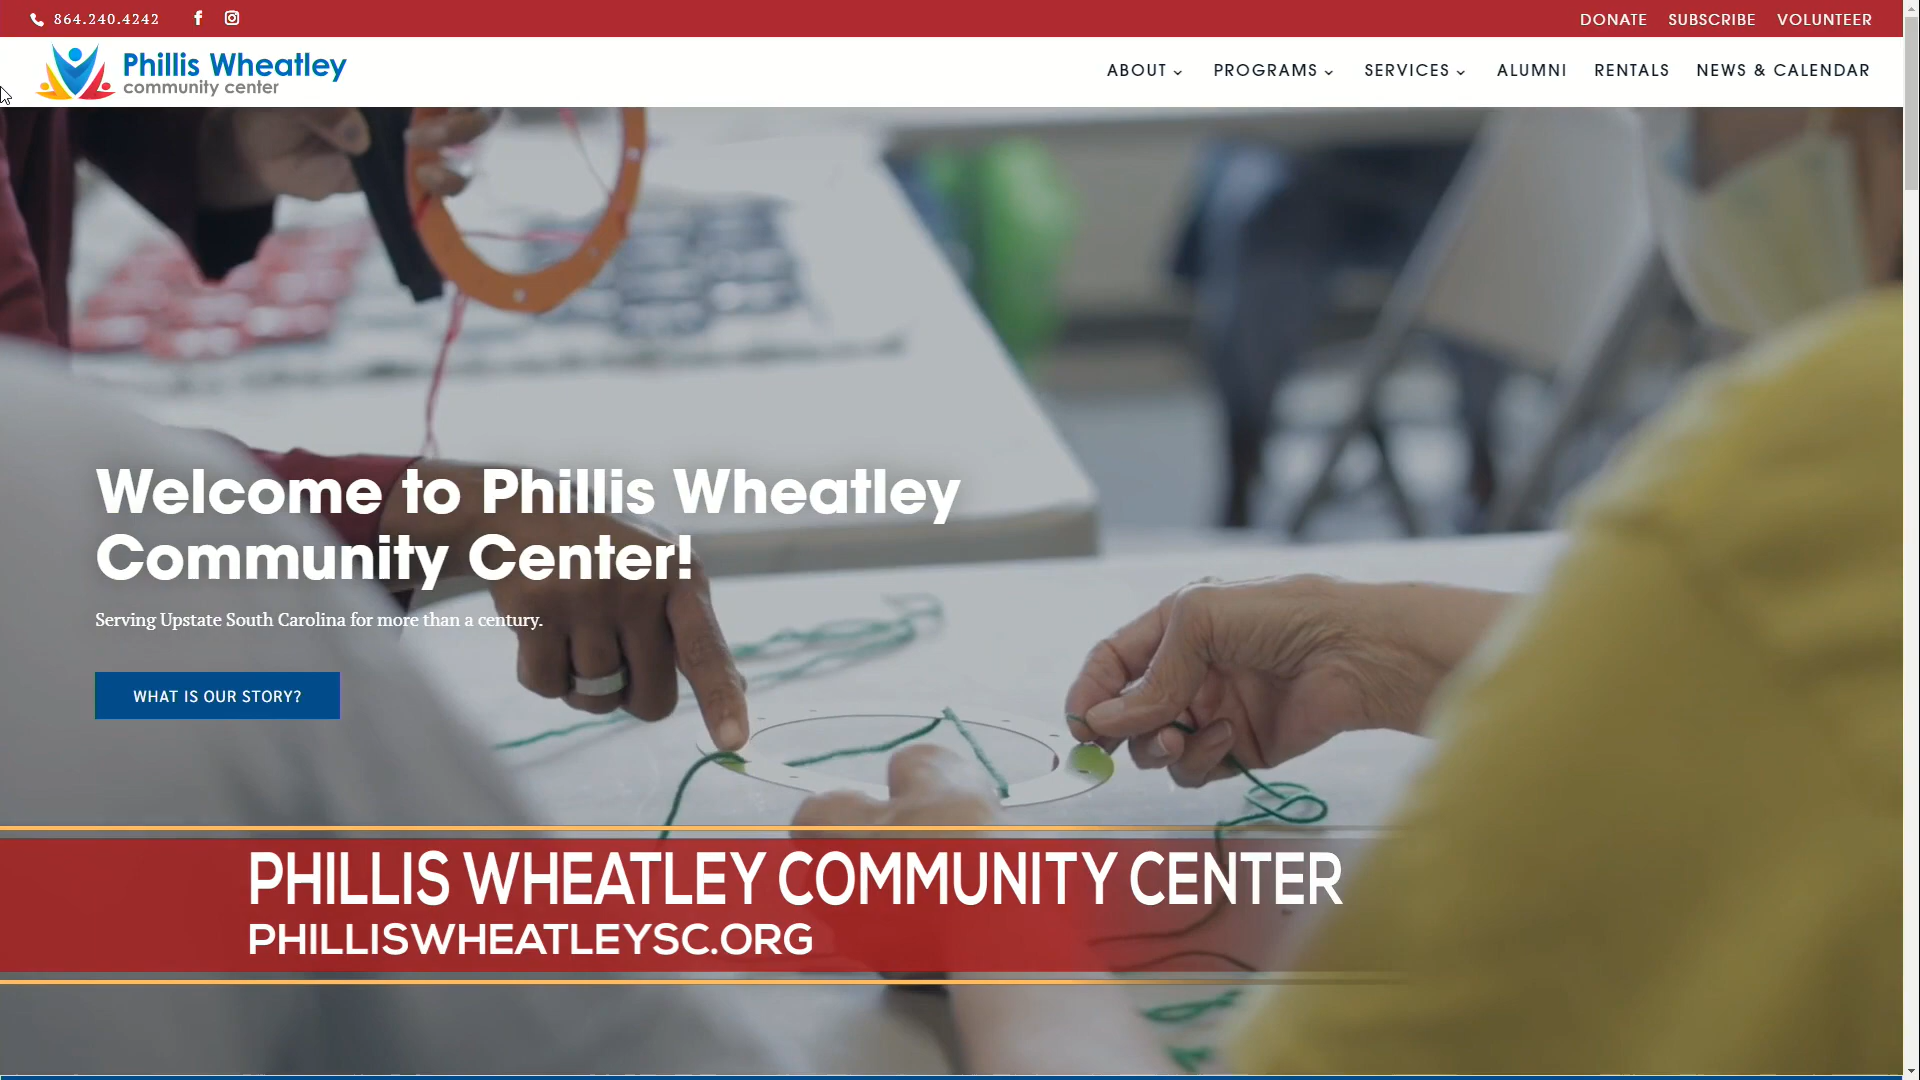 864.240.4242
DONATE SUBSCRIBE VOLUNTEER
Phillis Wheatley
community center
ABOUT PROGRAMS SERVICES ALUMNI RENTALS NEWS & CALENDAR
Welcome to Phillis Wheatley
Community Center!
Serving Upstate South Carolina for more than a century.
WHAT IS OUR STORY?
PHILLIS WHEATLEY COMMUNITY CENTER
PHILLISWHEATLEYSC.ORG